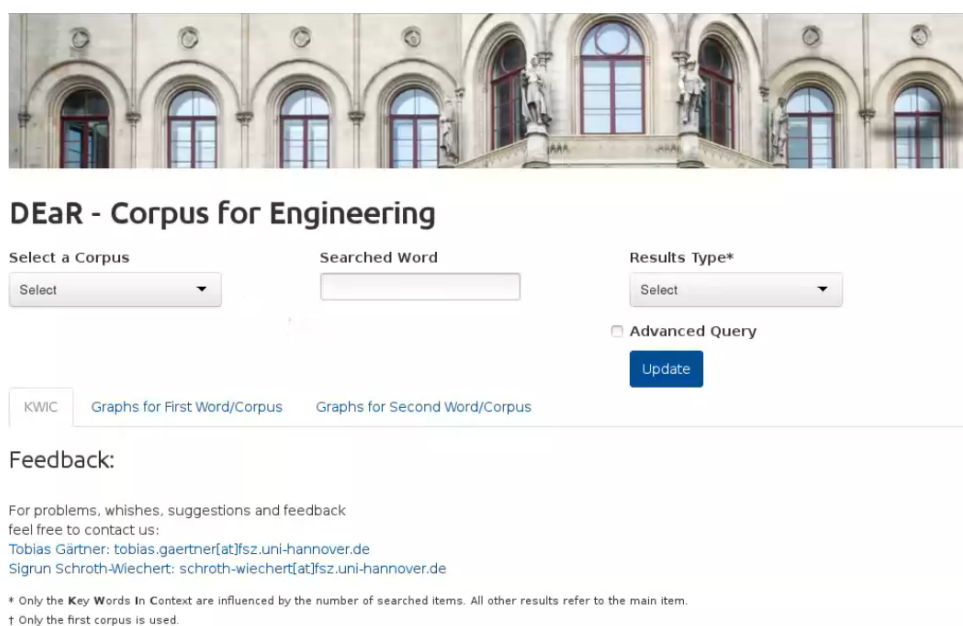 DEaR - Corpus for Engineering
Select a Corpus
Searched Word
Results Type*
Select
Select
Advanced Query
Update
KWIC
Graphs for First Word/Corpus
Graphs for Second Word/Corpus
Feedback:
For problems, whishes, suggestions and feedback
feel free to contact us:
Tobias Gärtner: tobias.gaertner[at]fsz.uni-hannover.de
Sigrun Schroth-Wiechert: schroth-wiechert[at]fsz.uni-hannover.de
* Only the Key Words In Context are influenced by the number of searched items. All other results refer to the main item.
† Only the first corpus is used.